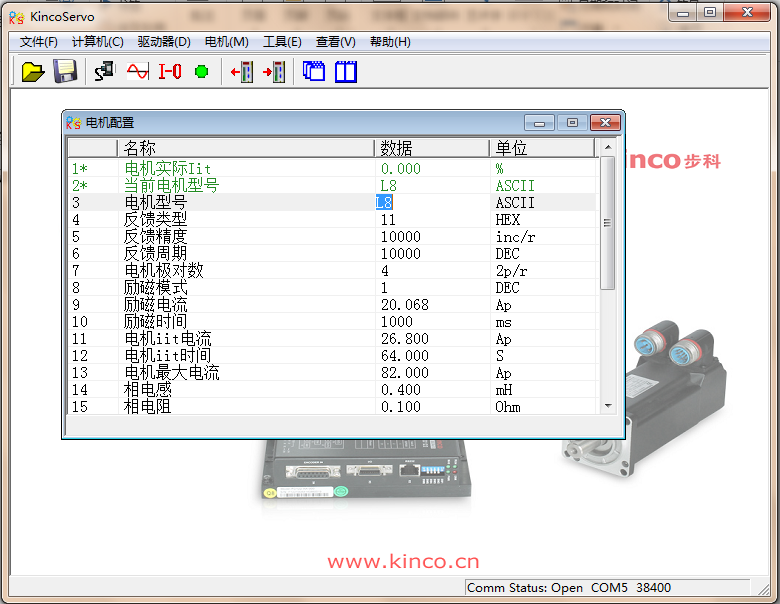 KincoServo
文件(F) 计算机(C) 驱动器(D) 电机(M) 工具(E) 查看(V) 帮助(H)
电机配置
名称 数据 单位
1* 电机实际Iit 0.000 %
2* 当前电机型号 L8 ASCII
3 电机型号 L8 ASCII
4 反馈类型 11 HEX
5 反馈精度 10000 inc/r
6 反馈周期 10000 DEC
7 电机极对数 4 2p/r
8 励磁模式 1 DEC
9 励磁电流 20.068 Ap
10 励磁时间 1000 ms
11 电机iit电流 26.800 Ap
12 电机iit时间 64.000 S
13 电机最大电流 82.000 Ap
14 相电感 0.400 mH
15 相电阻 0.100 Ohm
inco 步科
www.kinco.cn
Comm Status: Open COM5 38400